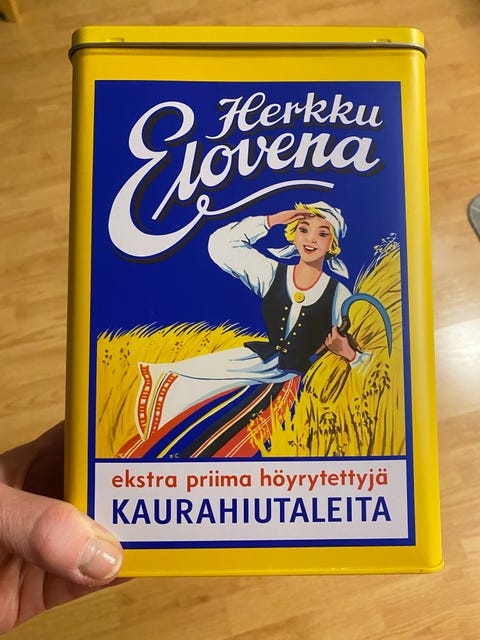 Herkku
Elovena
ekstra priima höyrytettyjä
KAURAHIUTALEITA